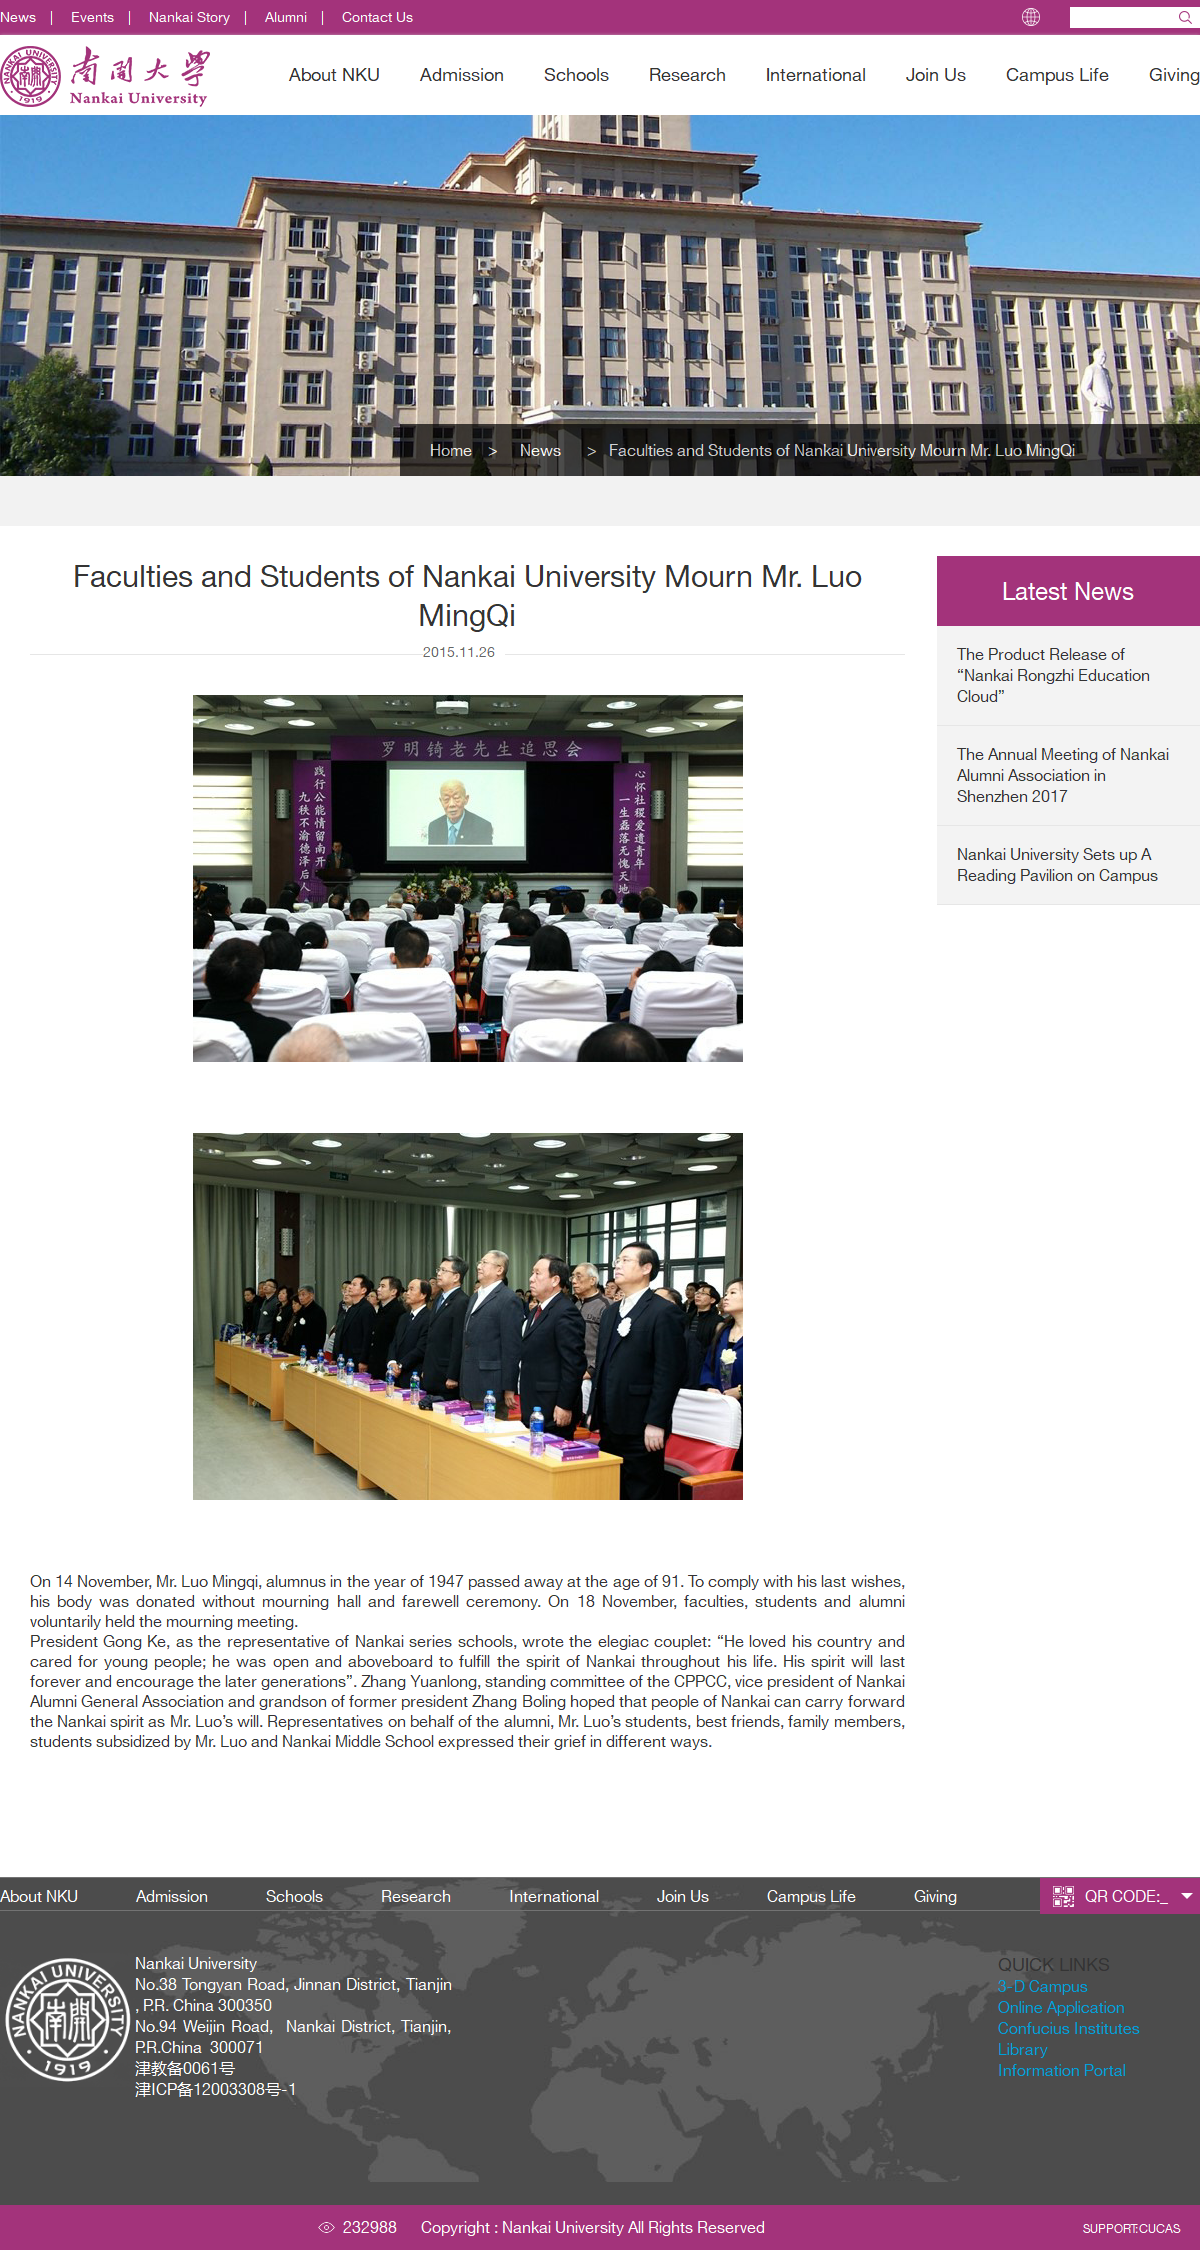 News | Events | Nankai Story | Alumni | Contact Us
NANKAI UNIVERSITY
1919
南開大學
Nankai University
About NKU Admission Schools Research International Join Us Campus Life Giving
Home > News > Faculties and Students of Nankai University Mourn Mr. Luo MingQi
Faculties and Students of Nankai University Mourn Mr. Luo
MingQi
2015.11.26
罗明锜老先生追思会
践行公能情留南开
九秩不渝德泽后人
心怀社稷爱遗青年
一生磊落无愧天地
On 14 November, Mr. Luo Mingqi, alumnus in the year of 1947 passed away at the age of 91. To comply with his last wishes,
his body was donated without mourning hall and farewell ceremony. On 18 November, faculties, students and alumni
voluntarily held the mourning meeting.
President Gong Ke, as the representative of Nankai series schools, wrote the elegiac couplet: “He loved his country and
cared for young people; he was open and aboveboard to fulfill the spirit of Nankai throughout his life. His spirit will last
forever and encourage the later generations”. Zhang Yuanlong, standing committee of the CPPCC, vice president of Nankai
Alumni General Association and grandson of former president Zhang Boling hoped that people of Nankai can carry forward
the Nankai spirit as Mr. Luo’s will. Representatives on behalf of the alumni, Mr. Luo’s students, best friends, family members,
students subsidized by Mr. Luo and Nankai Middle School expressed their grief in different ways.
Latest News
The Product Release of
“Nankai Rongzhi Education
Cloud”
The Annual Meeting of Nankai
Alumni Association in
Shenzhen 2017
Nankai University Sets up A
Reading Pavilion on Campus
About NKU Admission Schools Research International Join Us Campus Life Giving
QR CODE:_
NANKAI UNIVERSITY
南開
1919
Nankai University
No.38 Tongyan Road, Jinnan District, Tianjin
, P.R. China 300350
No.94 Weijin Road, Nankai District, Tianjin,
P.R.China 300071
津教备0061号
津ICP备12003308号-1
QUICK LINKS
3-D Campus
Online Application
Confucius Institutes
Library
Information Portal
232988 Copyright : Nankai University All Rights Reserved
SUPPORT:CUCAS